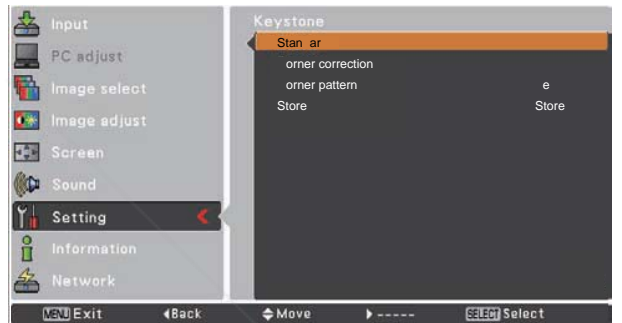 Input
PC adjust
Image select
Image adjust
Screen
Sound
Setting
Information
Network
Keystone
Stan ar
orner correction
orner pattern e
Store Store
MENU Exit ◀Back ◆Move ▶----- SELECT Select